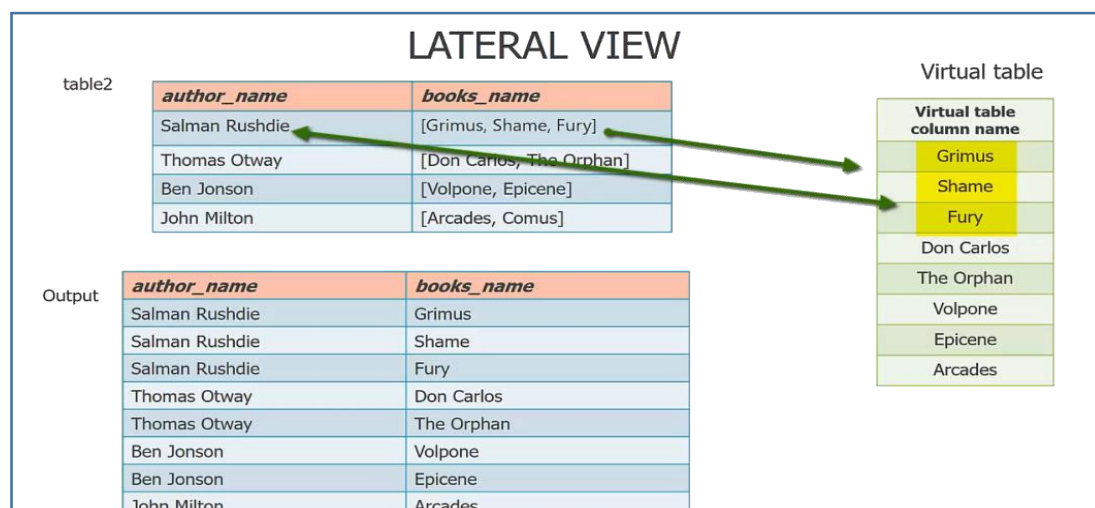 LATERAL VIEW
table2
author_name books_name
Salman Rushdie [Grimus, Shame, Fury]
Thomas Otway [Don Carlos, The Orphan]
Ben Jonson [Volpone, Epicene]
John Milton [Arcades, Comus]
Virtual table
Virtual table
column name
Grimus
Shame
Fury
Don Carlos
The Orphan
Volpone
Epicene
Arcades
Output
author_name books_name
Salman Rushdie Grimus
Salman Rushdie Shame
Salman Rushdie Fury
Thomas Otway Don Carlos
Thomas Otway The Orphan
Ben Jonson Volpone
Ben Jonson Epicene
John Milton Arcades